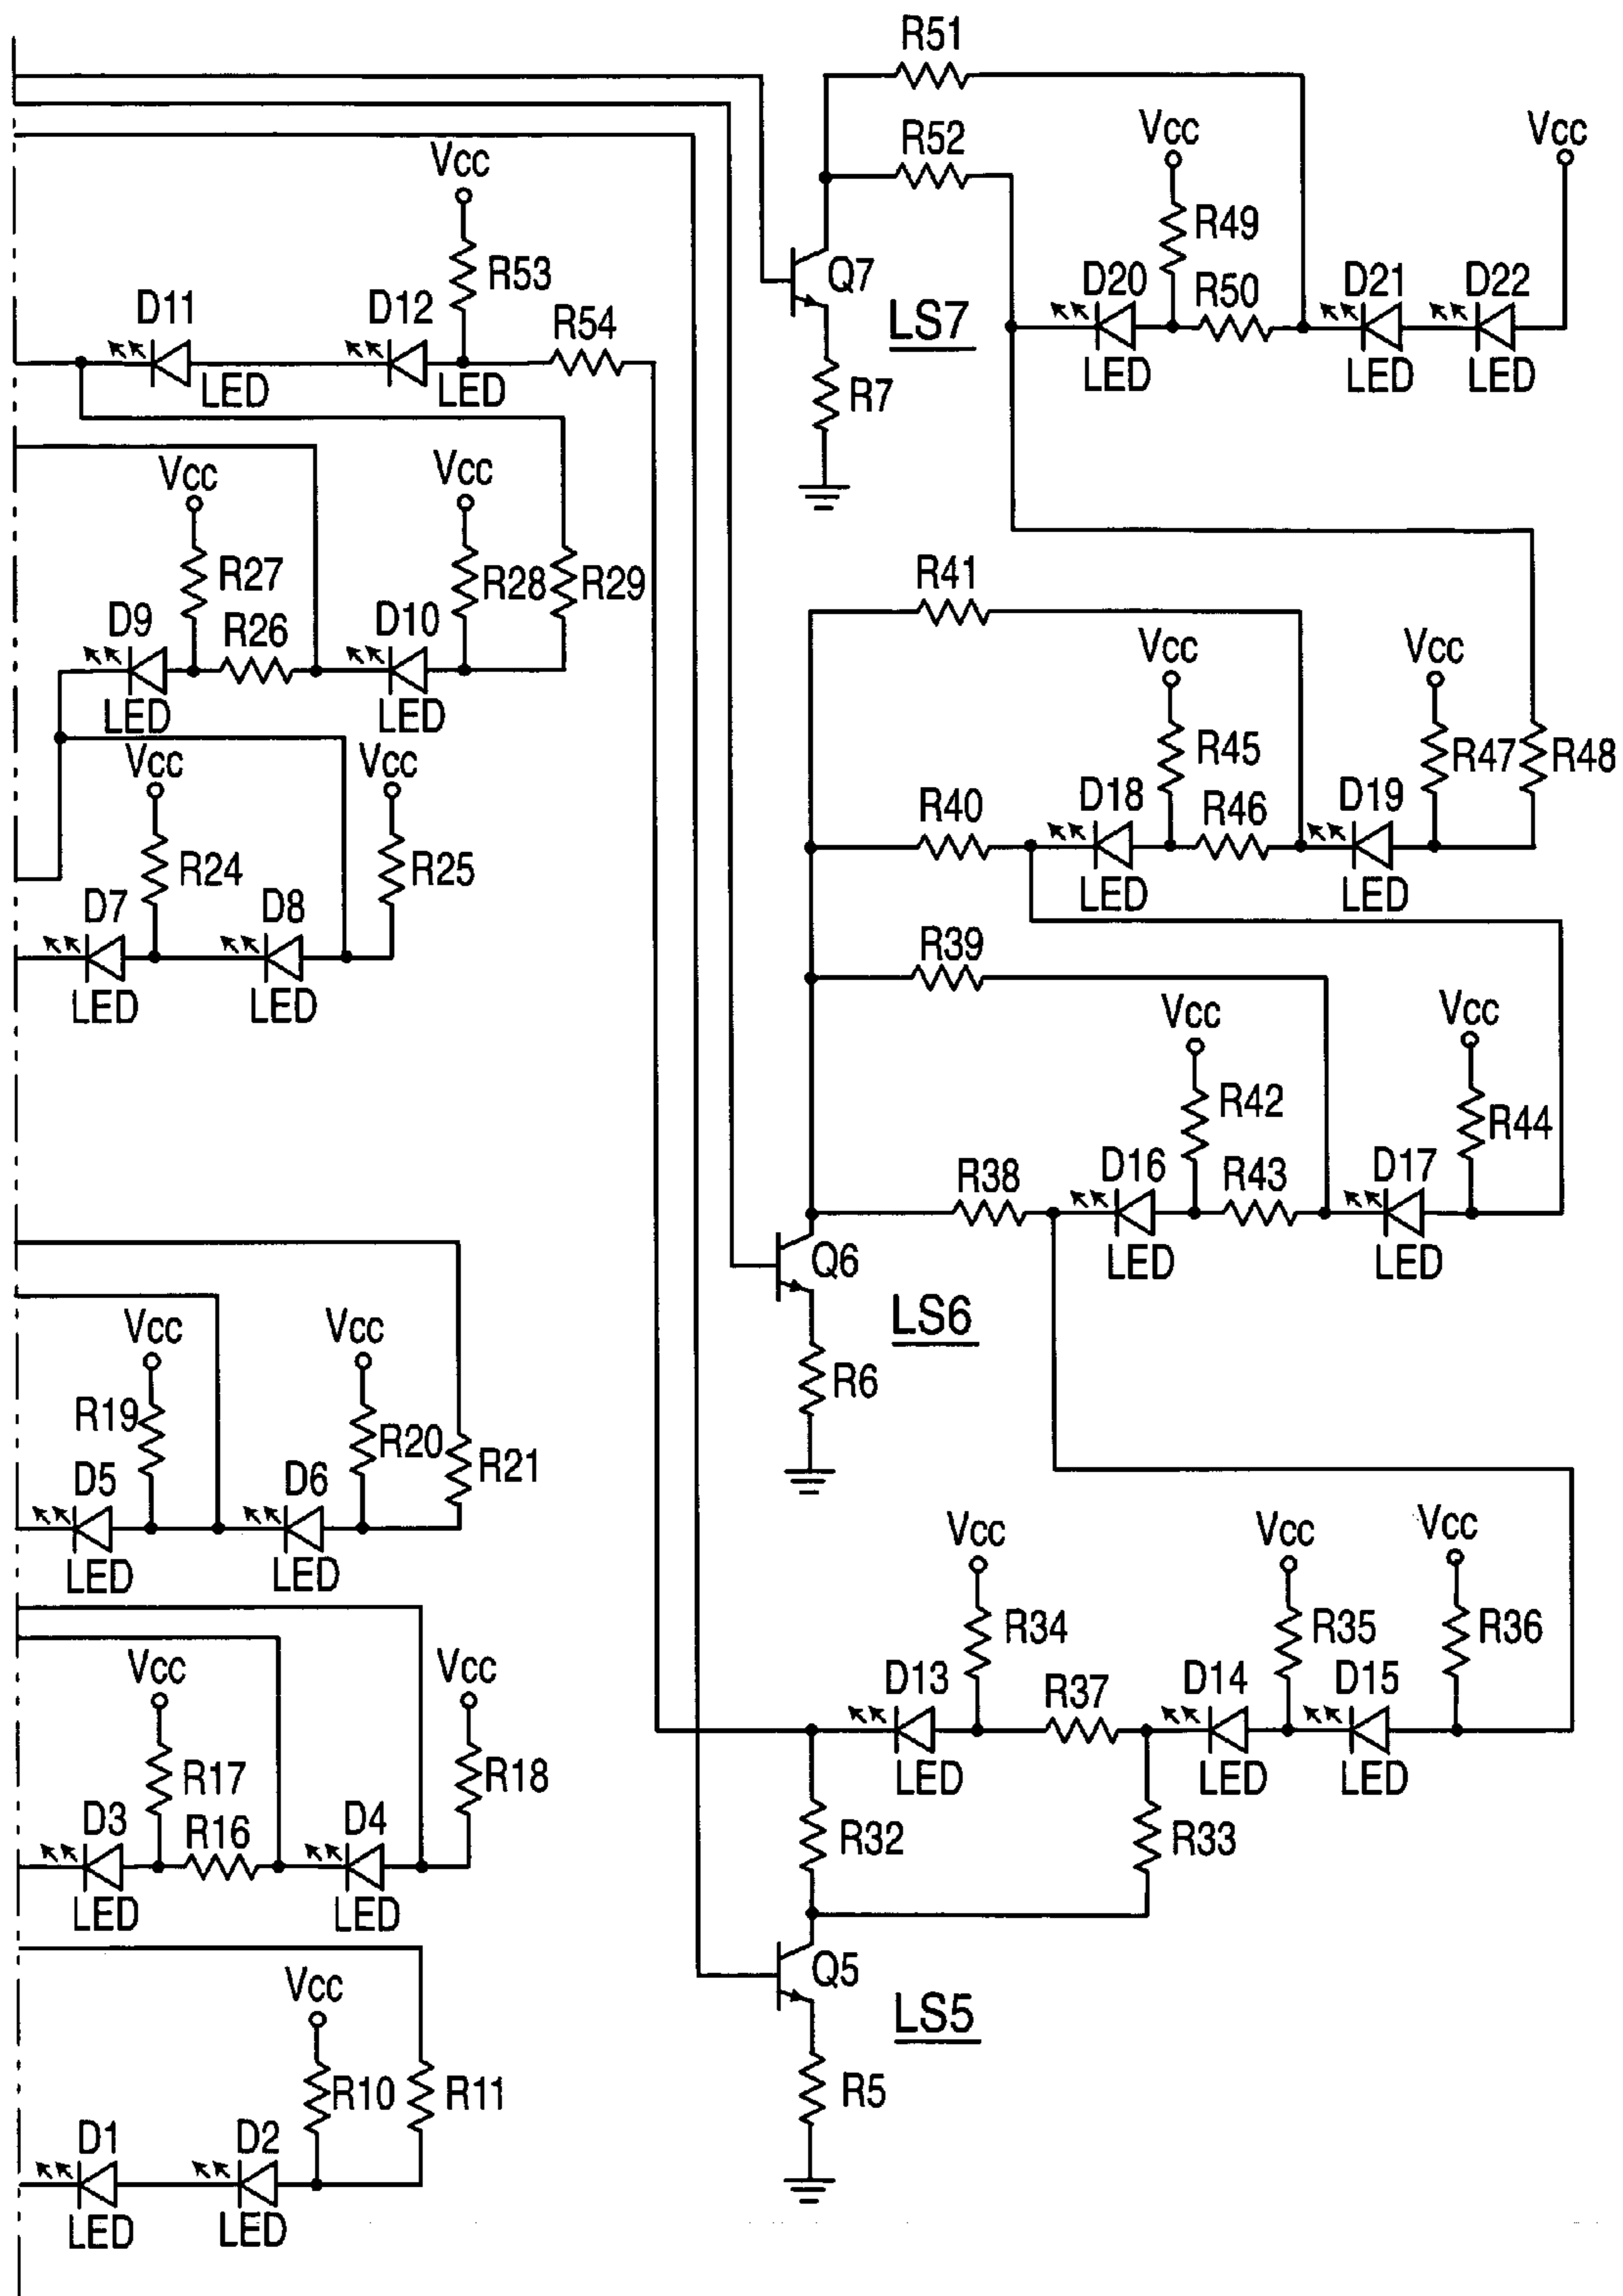 R51
R52
Vcc
Vcc
Vcc
R49
R53
Q7
D20
R50
D21
D22
D11
D12
R54
LS7
LED
LED
LED
LED
LED
R7
Vcc
Vcc
R41
R27
R28
R29
D9
R26
D10
Vcc
Vcc
LED
LED
R45
R47
R48
Vcc
Vcc
R40
D18
R46
D19
R24
R25
LED
LED
D7
D8
R39
LED
LED
Vcc
Vcc
R42
R44
R38
D16
R43
D17
Q6
LED
LED
LS6
Vcc
Vcc
R6
R19
R20
R21
D5
D6
Vcc
Vcc
Vcc
LED
LED
R34
R35
R36
Vcc
Vcc
D13
R37
D14
D15
R17
R18
LED
LED
LED
D3
R16
D4
R32
R33
LED
LED
Q5
Vcc
LS5
R10
R11
R5
D1
D2
LED
LED